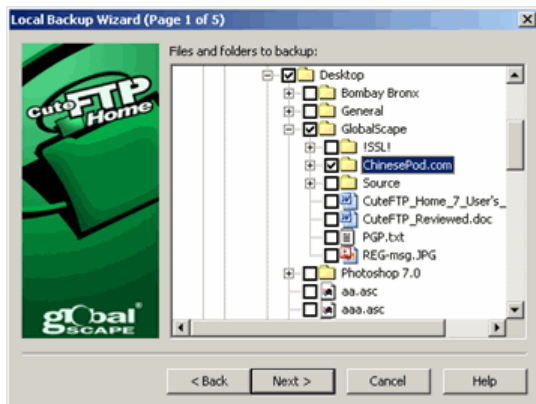 Local Backup Wizard (Page 1 of 5)
CuteFTP
Home
globalSCAPE
Files and folders to backup:
Desktop
Bombay Bronx
General
GlobalScape
!SSL!
ChinesePod.com
Source
CuteFTP_Home_7_User's_
CuteFTP_Reviewed.doc
PGP.txt
REG-msg.JPG
Photoshop 7.0
aa.asc
aaa.asc
< Back
Next >
Cancel
Help